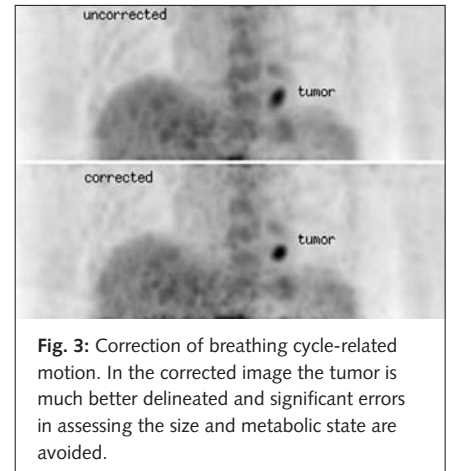 uncorrected
tumor
corrected
tumor
Fig. 3: Correction of breathing cycle-related
motion. In the corrected image the tumor is
much better delineated and significant errors
in assessing the size and metabolic state are
avoided.